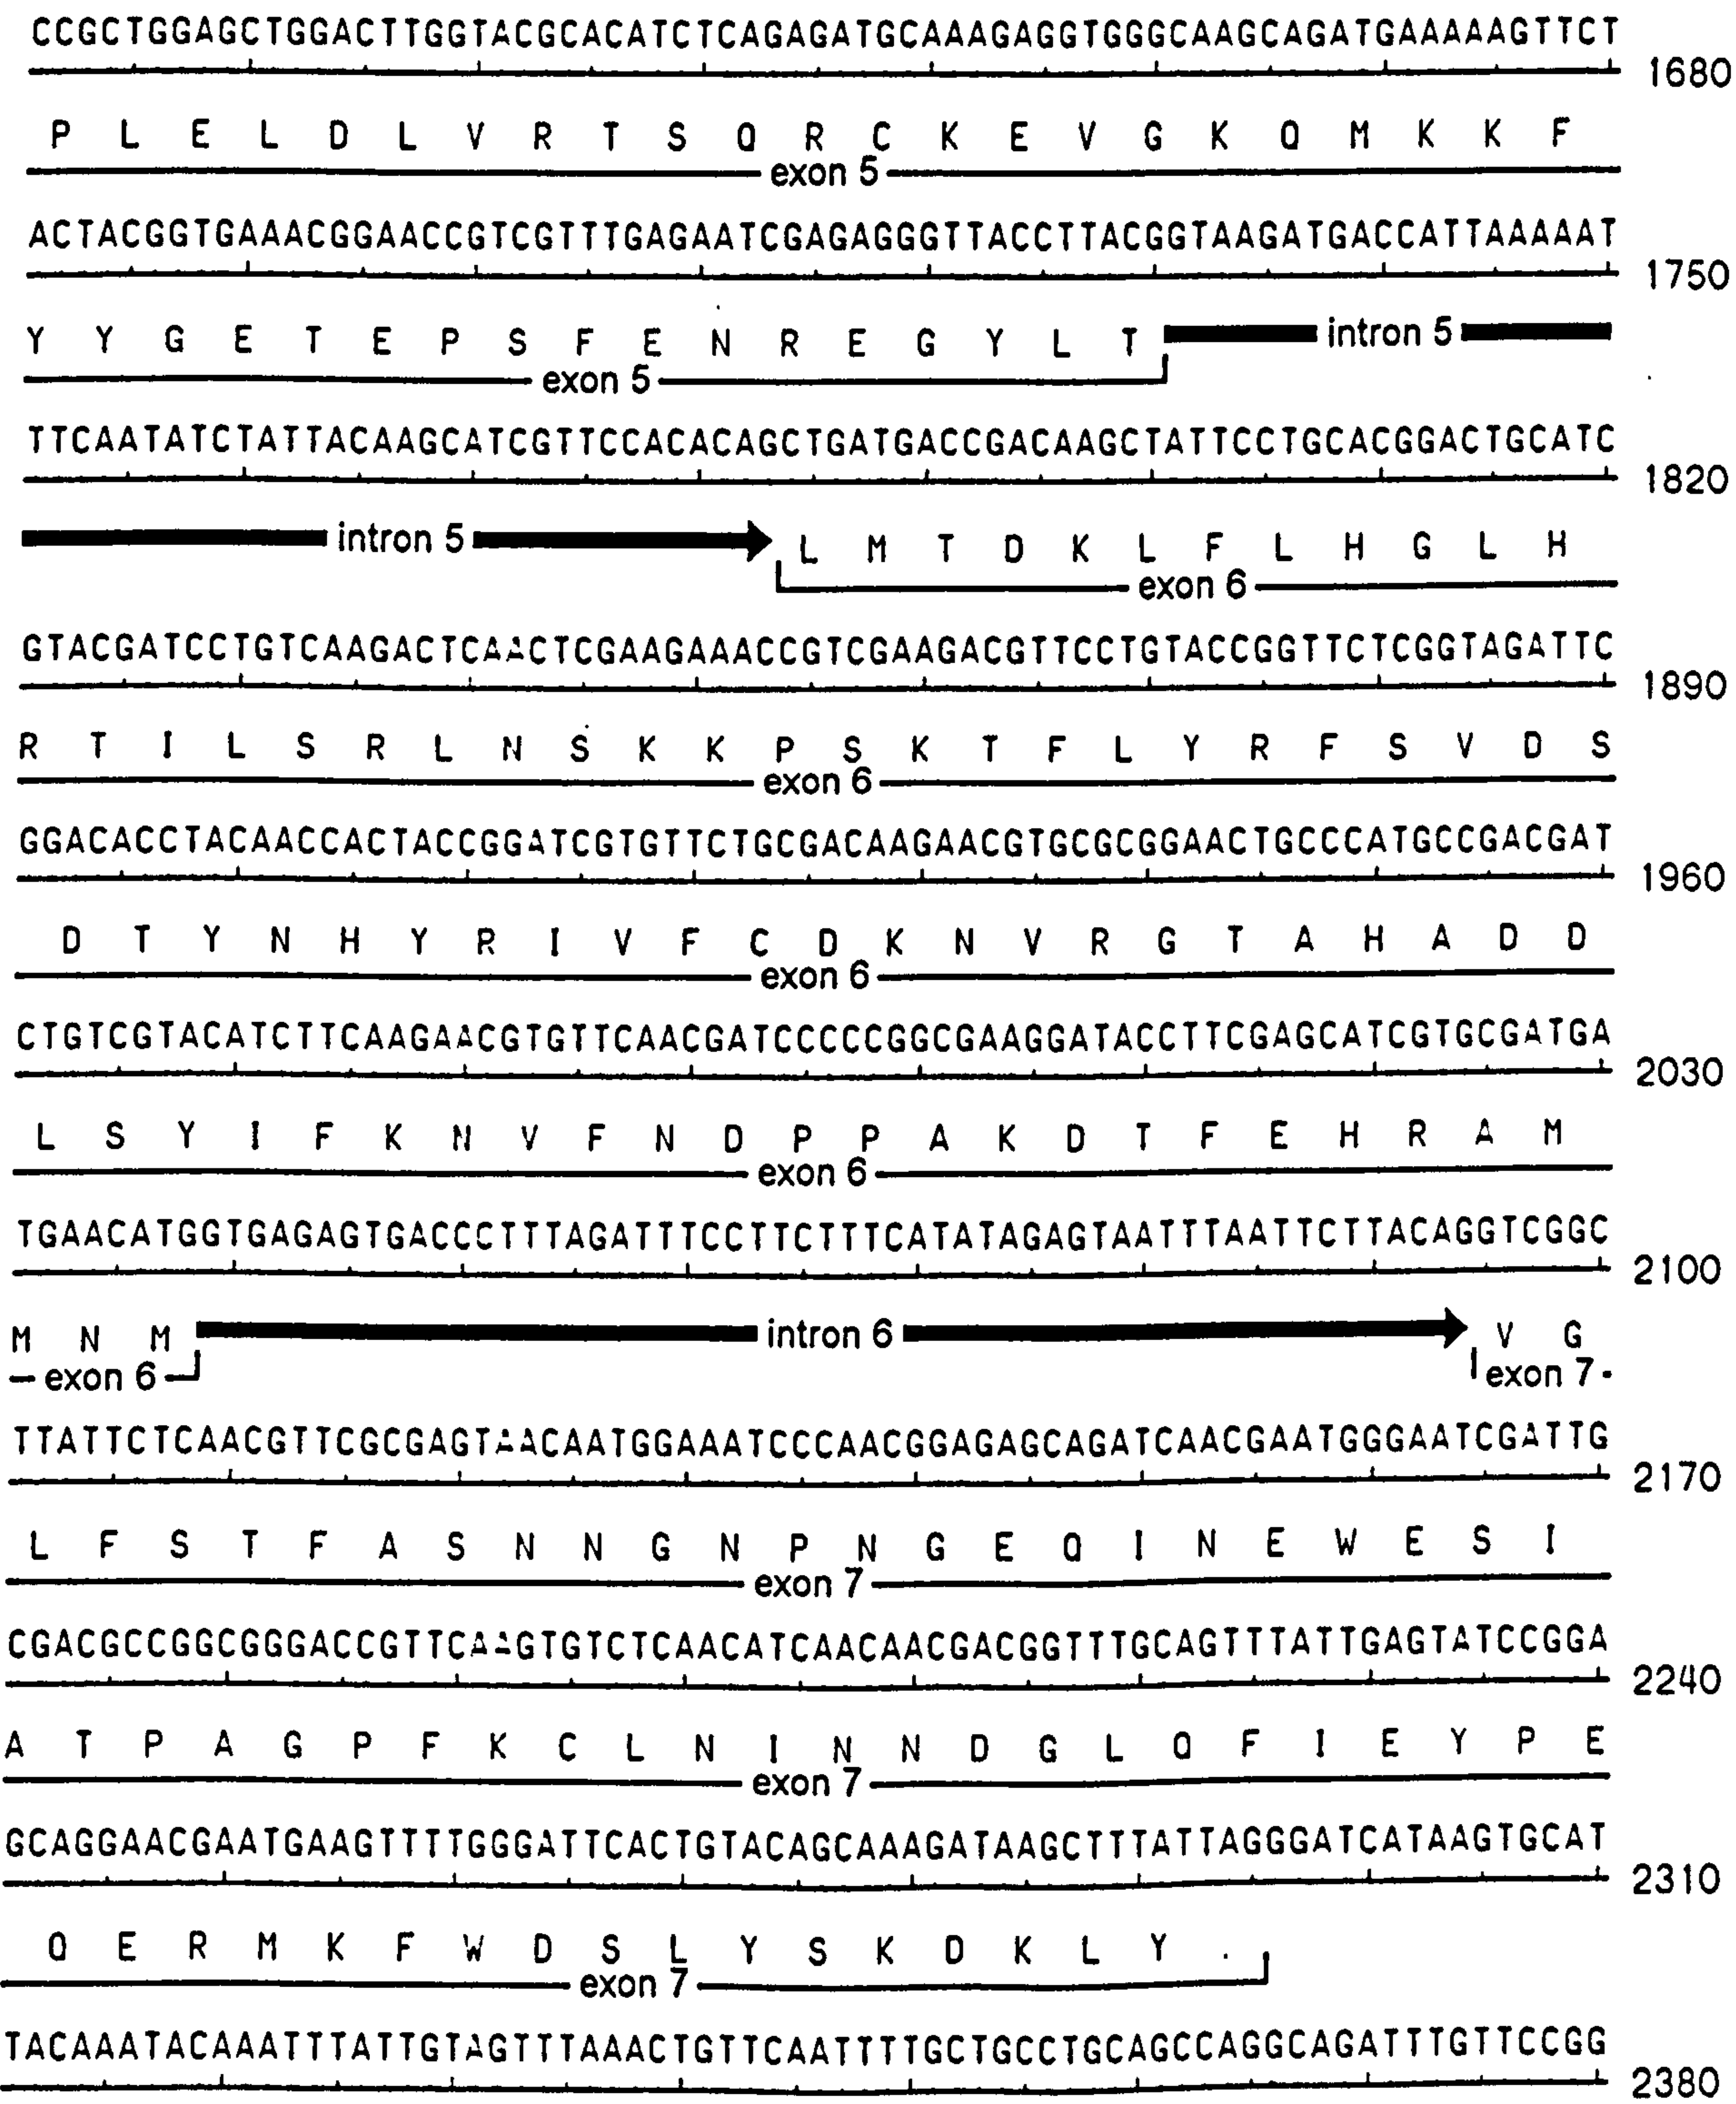 CCGCTGGAGCTGGACTTGGTACGCACATCTCAGAGATGCAAAGAGGTGGGCAAGCAGATGAAAAAGTTCT
1680
P L E L D L V R T S Q R C K E V G K Q M K K F
exon 5
ACTACGGTGAAACGGAACCGTCGTTTGAGAATCGAGAGGGTTACCTTACGGTAAGATGACCATTAAAAAT
1750
Y Y G E T E P S F E N R E G Y L T intron 5
exon 5
TTCAATATCTATTACAAGCATCGTTCCACACAGCTGATGACCGACAAGCTATTCCTGCACGGACTGCATC
1820
intron 5 L M T D K L F L H G L H
exon 6
GTACGATCCTGTCAAGACTCAACTCGAAGAAACCGTCGAAGACGTTCCTGTACCGGTTCTCGGTAGATTC
1890
R T I L S R L N S K K P S K T F L Y R F S V D S
exon 6
GGACACCTACAACCACTACCGGATCGTGTTCTGCGACAAGAACGTGCGCGGAACTGCCCATGCCGACGAT
1960
D T Y N H Y R I V F C D K N V R G T A H A D D
exon 6
CTGTCGTACATCTTCAAGAACGTGTTCAACGATCCCCCGGCGAAGGATACCTTCGAGCATCGTGCGATGA
2030
L S Y I F K N V F N D P P A K D T F E H R A M
exon 6
TGAACATGGTGAGAGTGACCCTTTAGATTTCCTTCTTTCATATAGAGTAATTTAATTCTTACAGGTCGGC
2100
M N M intron 6 V G
exon 6 exon 7
TTATTCTCAACGTTCGCGAGTAACAATGGAAATCCCAACGGAGAGCAGATCAACGAATGGGAATCGATTG
2170
L F S T F A S N N G N P N G E Q I N E W E S I
exon 7
CGACGCCGGCGGGACCGTTCAAGTGTCTCAACATCAACAACGACGGTTTGCAGTTTATTGAGTATCCGGA
2240
A T P A G P F K C L N I N N D G L Q F I E Y P E
exon 7
GCAGGAACGAATGAAGTTTTGGGATTCACTGTACAGCAAAGATAAGCTTTATTAGGGATCATAAGTGCAT
2310
Q E R M K F W D S L Y S K D K L Y .
exon 7
TACAAATACAAATTTATTGTAGTTTAAACTGTTCAATTTTGCTGCCTGCAGCCAGGCAGATTTGTTCCGG
2380